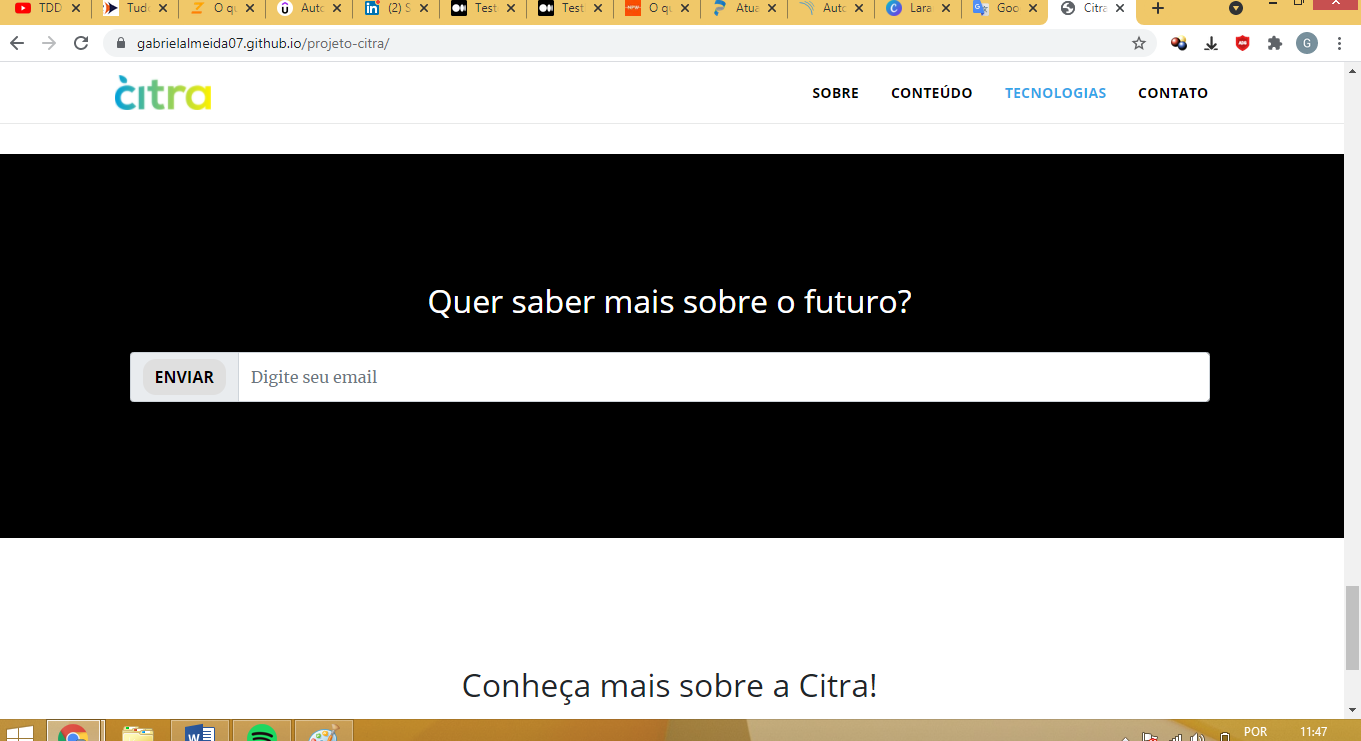 TDD Tud O qu Auto (2) S Test Test O qu Atua Auto Lara Goo Citra
gabrielalmeida07.github.io/projeto-citra/ G
citra SOBRE CONTEÚDO TECNOLOGIAS CONTATO
Quer saber mais sobre o futuro?
ENVIAR Digite seu email
Conheça mais sobre a Citra!
POR 11:47